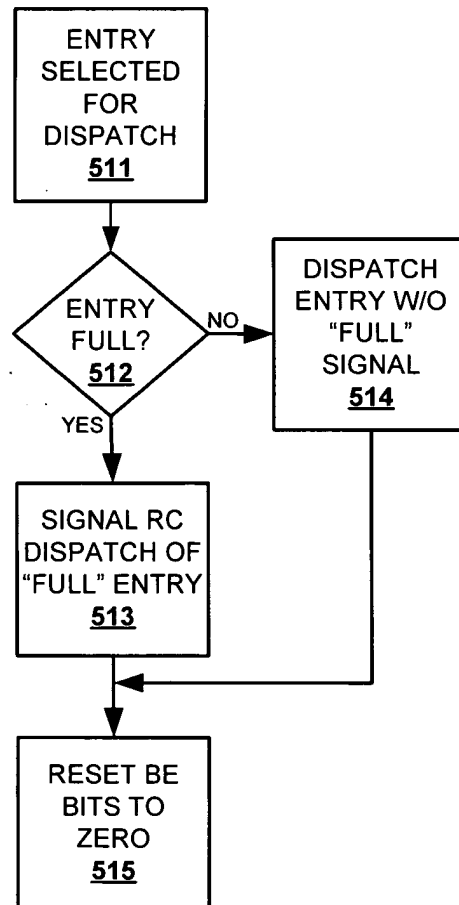 ENTRY
SELECTED
FOR
DISPATCH
511
ENTRY
FULL?
512
NO
YES
DISPATCH
ENTRY W/O
“FULL”
SIGNAL
514
SIGNAL RC
DISPATCH OF
“FULL” ENTRY
513
RESET BE
BITS TO
ZERO
515